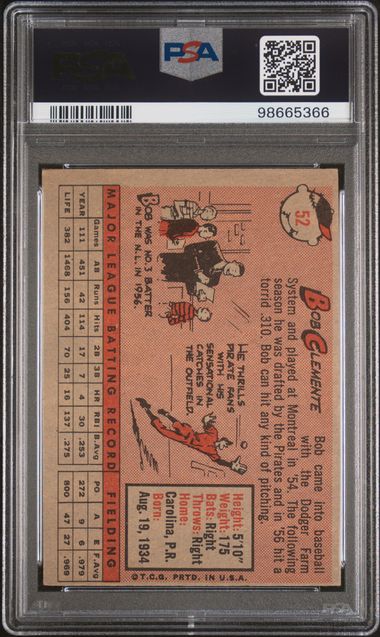 PSA
98665366
52
BOB CLEMENTE
Bob came into baseball
with the Dodger Farm
System and played at Montreal in '54. The following
season he was drafted by the Pirates and in '56 hit a
torrid .310. Bob can hit any kind of pitching.
BOB WAS NO. 3 BATTER
IN THE N.L. IN 1956.
HE THRILLS
PIRATE FANS
WITH HIS
SENSATIONAL
CATCHES IN
THE OUTFIELD.
Height: 5'10"
Weight: 175
Bats: Right
Throws: Right
Home:
Carolina, P.R.
Born:
Aug. 19, 1934
MAJOR LEAGUE BATTING RECORD FIELDING
Games AB Runs Hits 2B 3B HR RBI B.Avg PO A E F.Avg
YEAR 111 451 42 114 17 7 4 30 .253 272 9 6 .979
LIFE 382 1468 156 404 70 25 16 137 .275 800 47 27 .969
©T.C.G. PRTD. IN U.S.A.